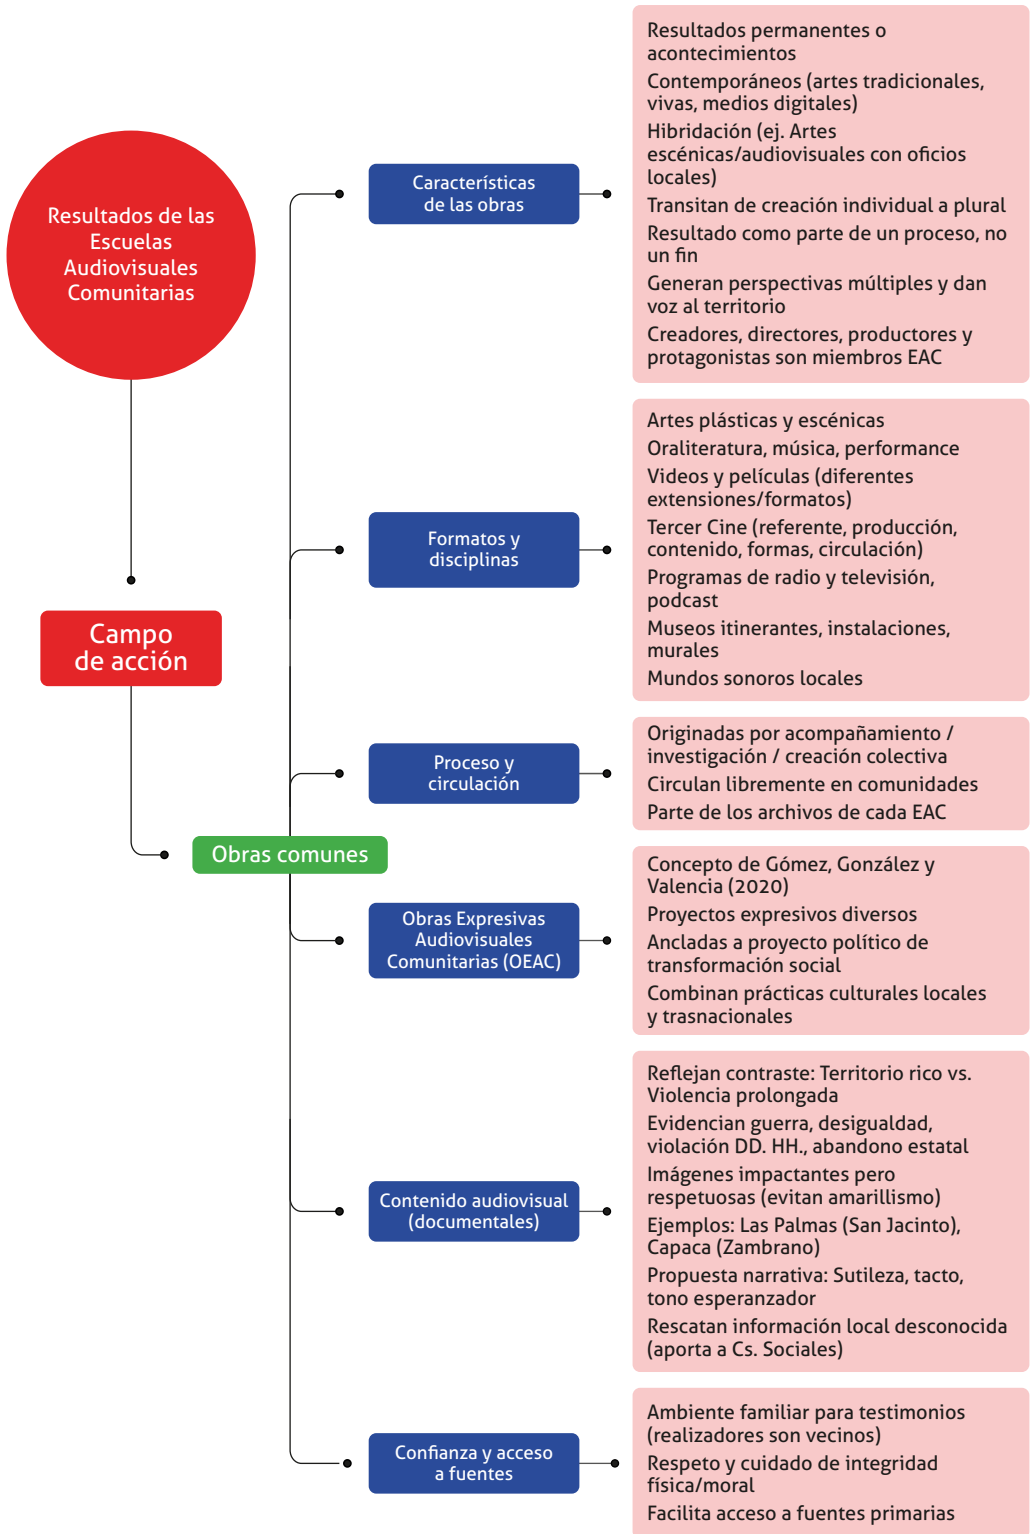 Resultados de las
Escuelas
Audiovisuales
Comunitarias
Campo
de acción
Obras comunes
Características
de las obras
Resultados permanentes o
acontecimientos
Contemporáneos (artes tradicionales,
vivas, medios digitales)
Hibridación (ej. Artes
escénicas/audiovisuales con oficios
locales)
Transitan de creación individual a plural
Resultado como parte de un proceso, no
un fin
Generan perspectivas múltiples y dan
voz al territorio
Creadores, directores, productores y
protagonistas son miembros EAC
Formatos y
disciplinas
Artes plásticas y escénicas
Oraliteratura, música, performance
Videos y películas (diferentes
extensiones/formatos)
Tercer Cine (referente, producción,
contenido, formas, circulación)
Programas de radio y televisión,
podcast
Museos itinerantes, instalaciones,
murales
Mundos sonoros locales
Proceso y
circulación
Originadas por acompañamiento /
investigación / creación colectiva
Circulan libremente en comunidades
Parte de los archivos de cada EAC
Obras Expresivas
Audiovisuales
Comunitarias (OEAC)
Concepto de Gómez, González y
Valencia (2020)
Proyectos expresivos diversos
Ancladas a proyecto político de
transformación social
Combinan prácticas culturales locales
y trasnacionales
Contenido audiovisual
(documentales)
Reflejan contraste: Territorio rico vs.
Violencia prolongada
Evidencian guerra, desigualdad,
violación DD. HH., abandono estatal
Imágenes impactantes pero
respetuosas (evitan amarillismo)
Ejemplos: Las Palmas (San Jacinto),
Capaca (Zambrano)
Propuesta narrativa: Sutileza, tacto,
tono esperanzador
Rescatan información local desconocida
(aporta a Cs. Sociales)
Confianza y acceso
a fuentes
Ambiente familiar para testimonios
(realizadores son vecinos)
Respeto y cuidado de integridad
física/moral
Facilita acceso a fuentes primarias